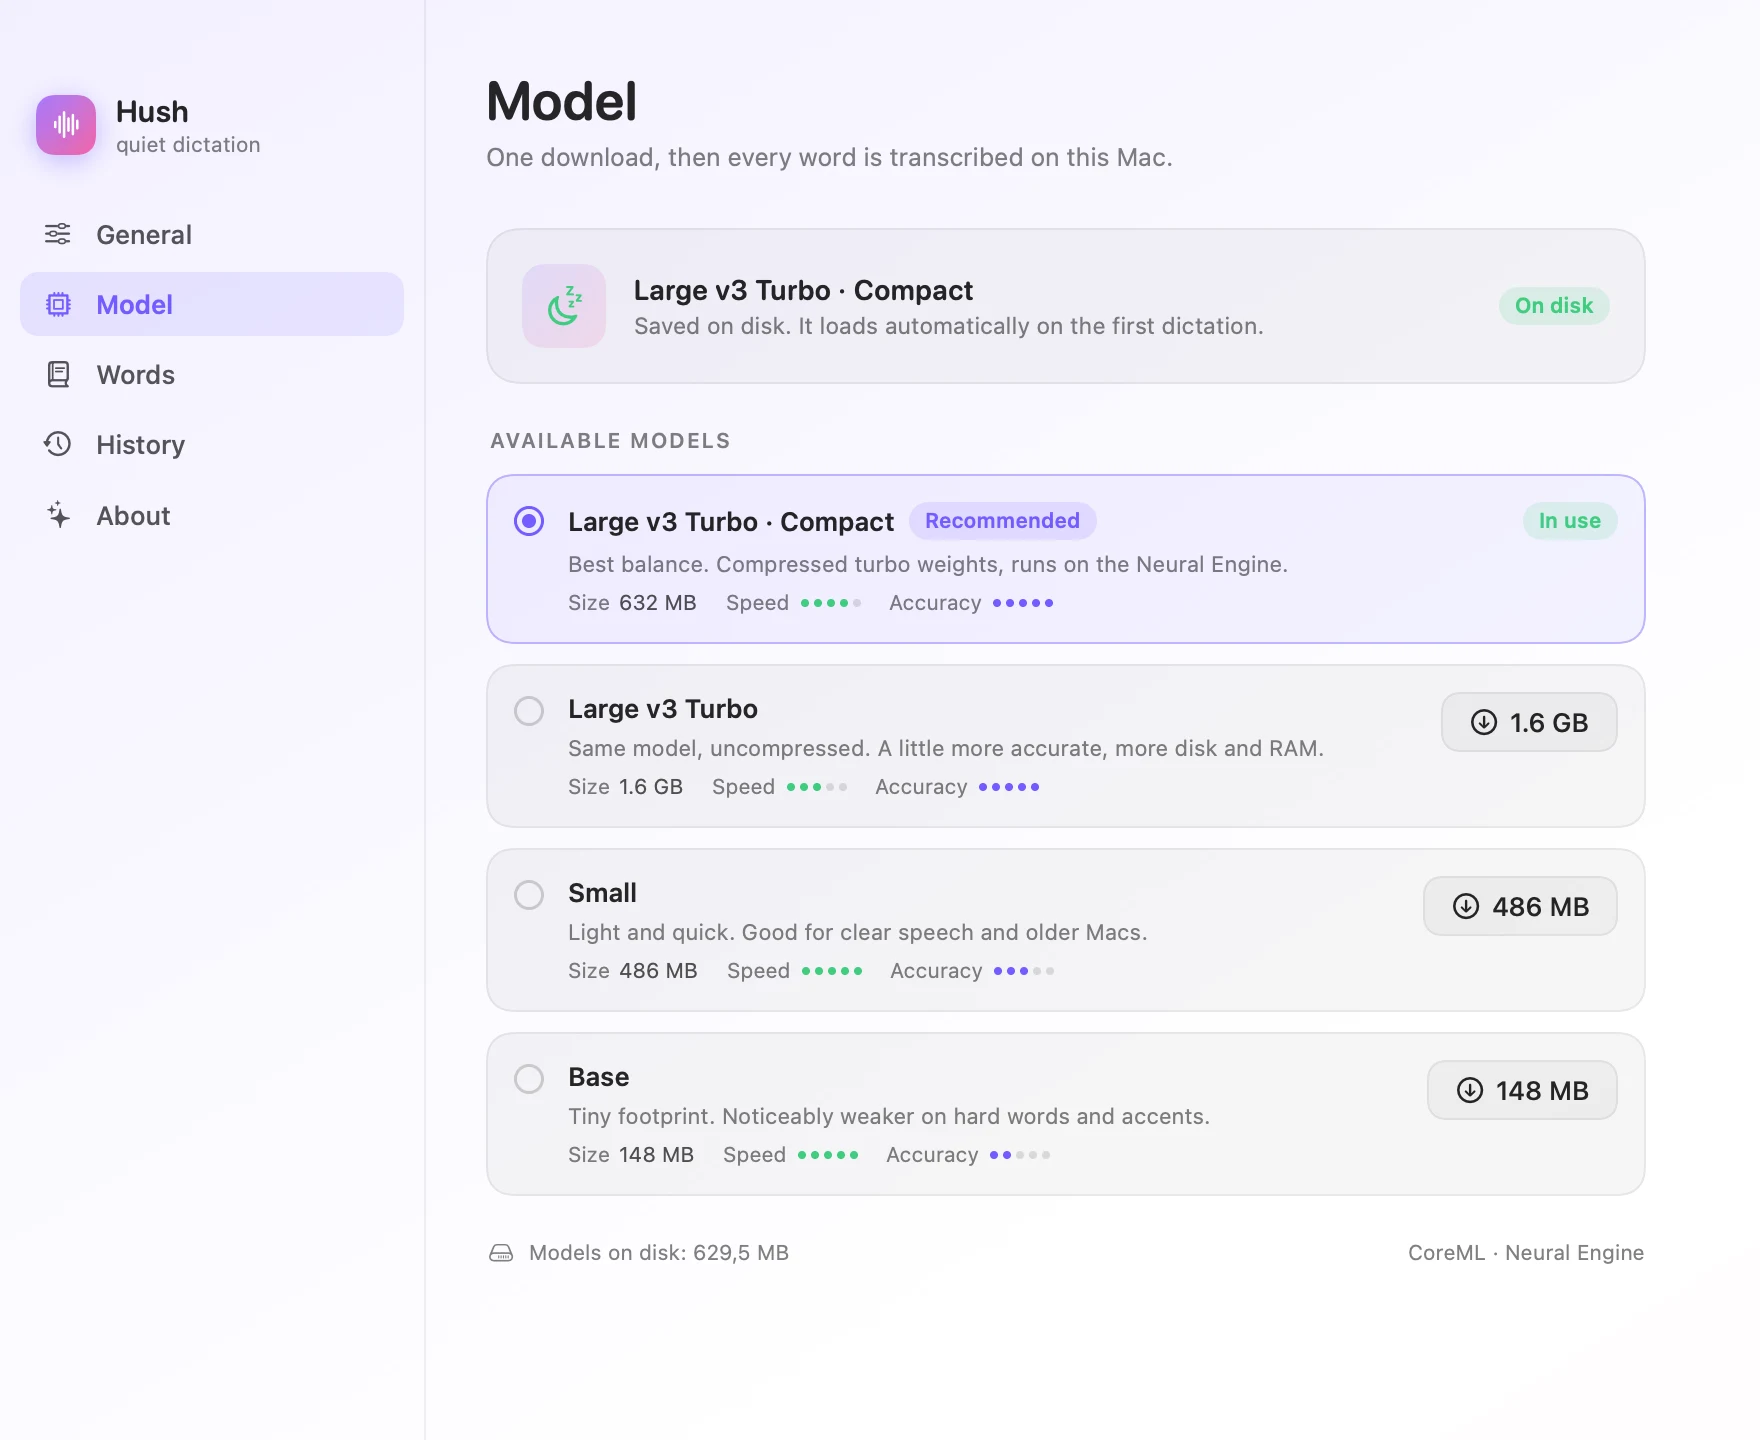 Hush
quiet dictation
General
Model
Words
History
About
Model
One download, then every word is transcribed on this Mac.
Large v3 Turbo · Compact
Saved on disk. It loads automatically on the first dictation.
On disk
AVAILABLE MODELS
Large v3 Turbo · Compact Recommended In use
Best balance. Compressed turbo weights, runs on the Neural Engine.
Size 632 MB Speed Accuracy
Large v3 Turbo
1.6 GB
Same model, uncompressed. A little more accurate, more disk and RAM.
Size 1.6 GB Speed Accuracy
Small
486 MB
Light and quick. Good for clear speech and older Macs.
Size 486 MB Speed Accuracy
Base
148 MB
Tiny footprint. Noticeably weaker on hard words and accents.
Size 148 MB Speed Accuracy
Models on disk: 629,5 MB
CoreML · Neural Engine